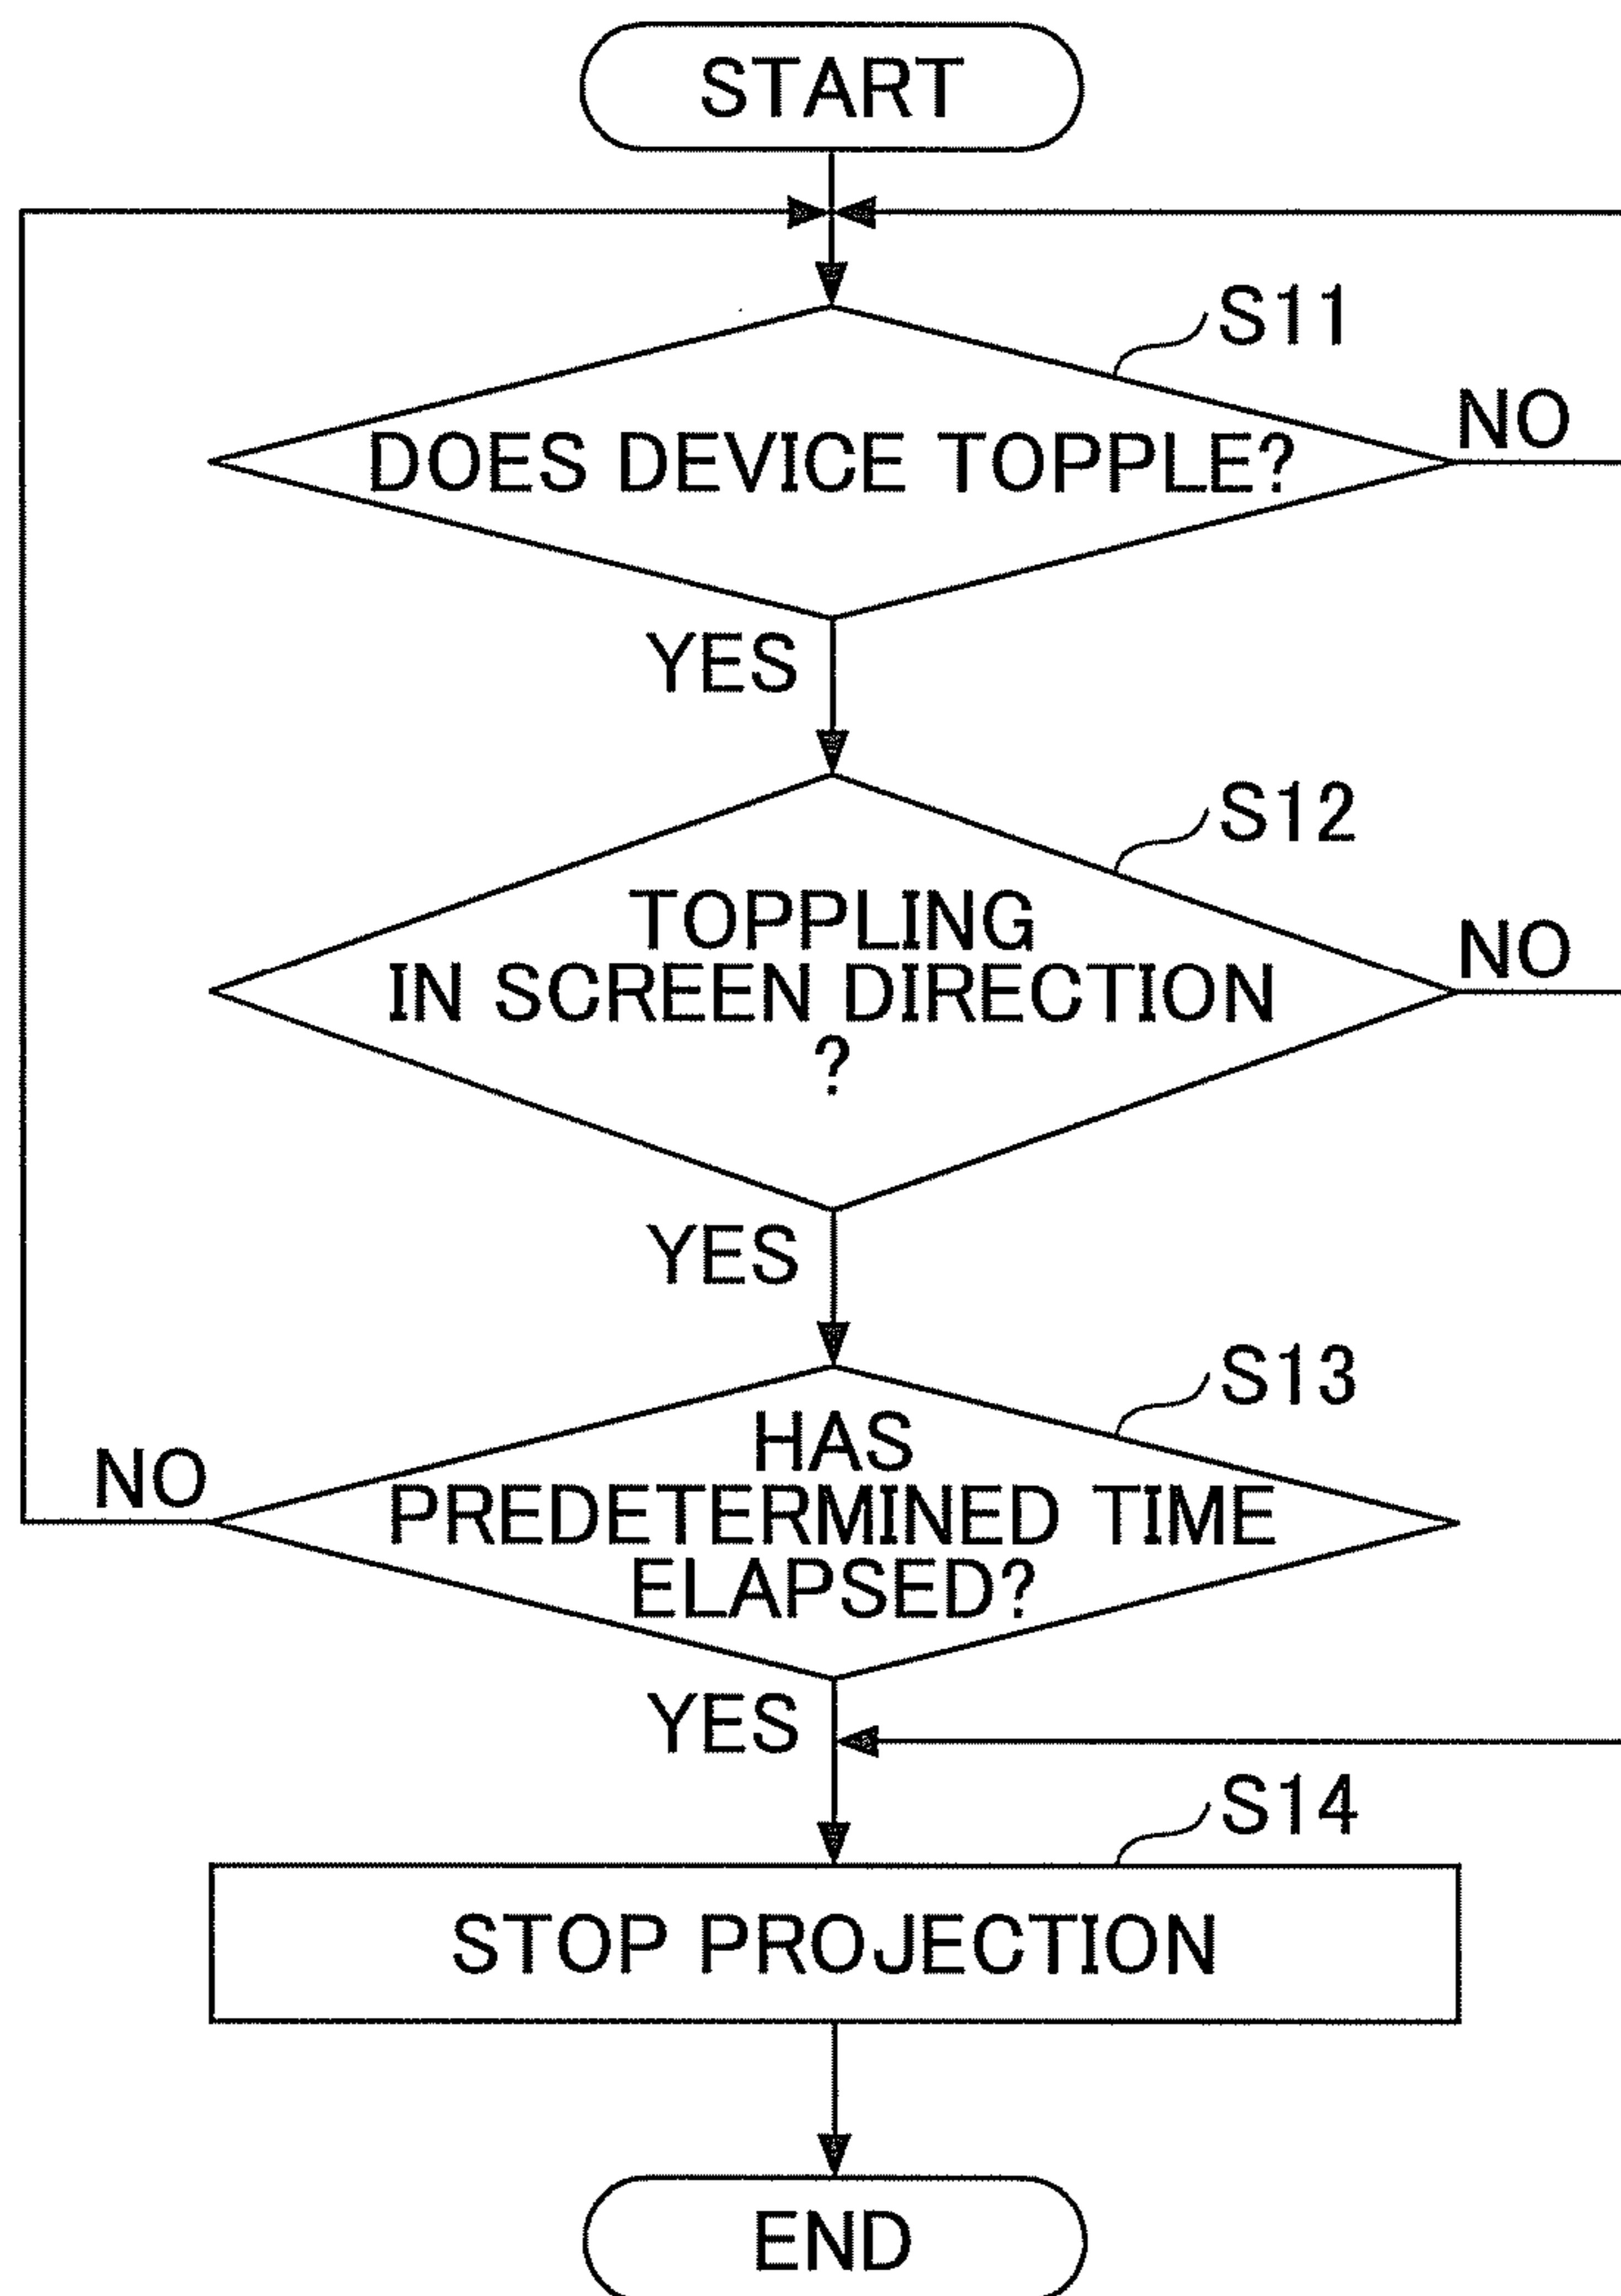 START
S11
DOES DEVICE TOPPLE?
NO
YES
S12
TOPPLING
IN SCREEN DIRECTION
?
NO
YES
S13
HAS
PREDETERMINED TIME
ELAPSED?
NO
YES
S14
STOP PROJECTION
END